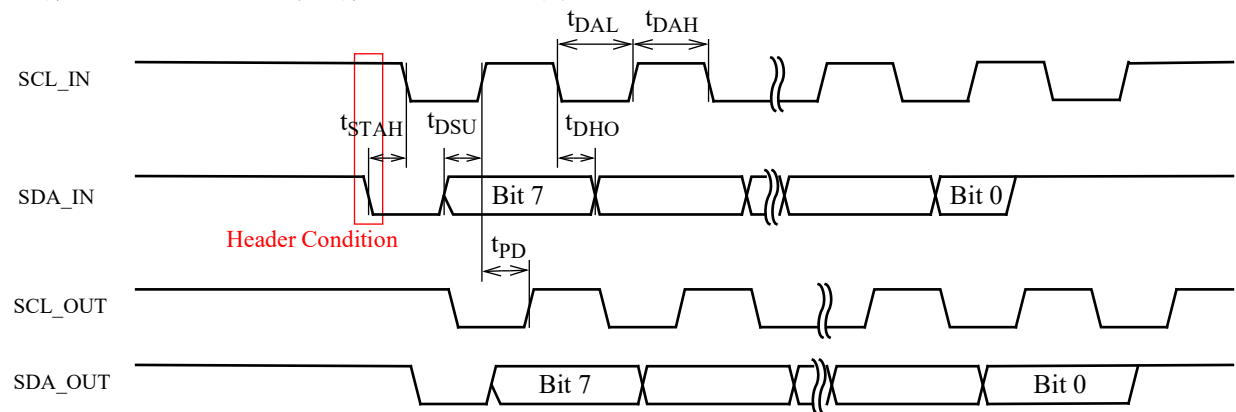 tDAL tDAH
SCL_IN
tSTAH tDSU tDHO
SDA_IN Bit 7 Bit 0
Header Condition
tPD
SCL_OUT
SDA_OUT Bit 7 Bit 0